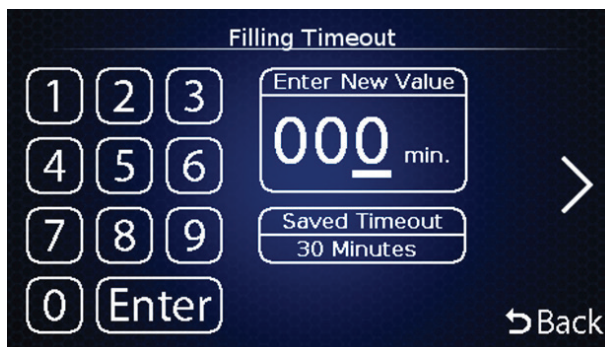 Filling Timeout
1 2 3
4 5 6
7 8 9
0 Enter
Enter New Value
000 min.
Saved Timeout
30 Minutes
Back